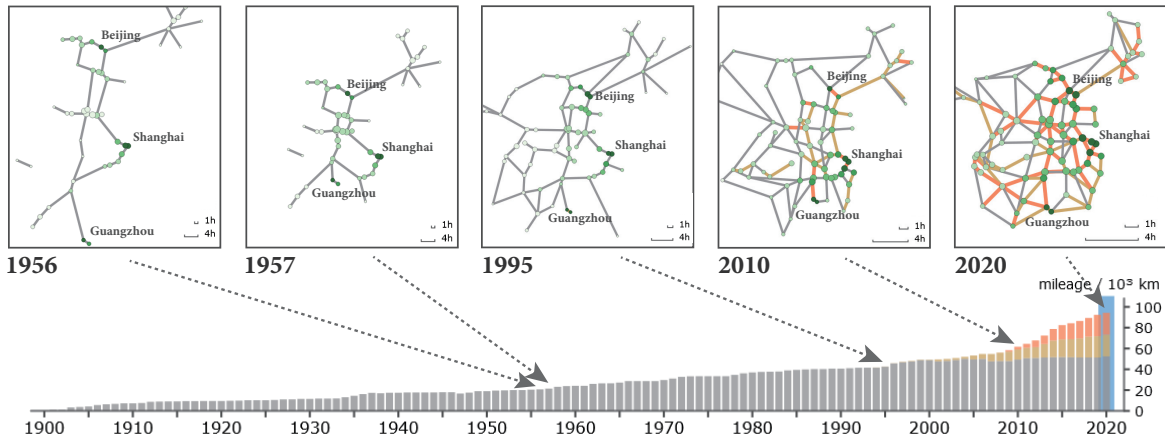 Beijing
Shanghai
Guangzhou
1h
4h
1956
Beijing
Shanghai
Guangzhou
1h
4h
1957
Beijing
Shanghai
Guangzhou
1h
4h
1995
Beijing
Shanghai
Guangzhou
1h
4h
2010
Beijing
Shanghai
Guangzhou
1h
4h
2020
mileage / 10³ km
100
80
60
40
20
0
1900 1910 1920 1930 1940 1950 1960 1970 1980 1990 2000 2010 2020